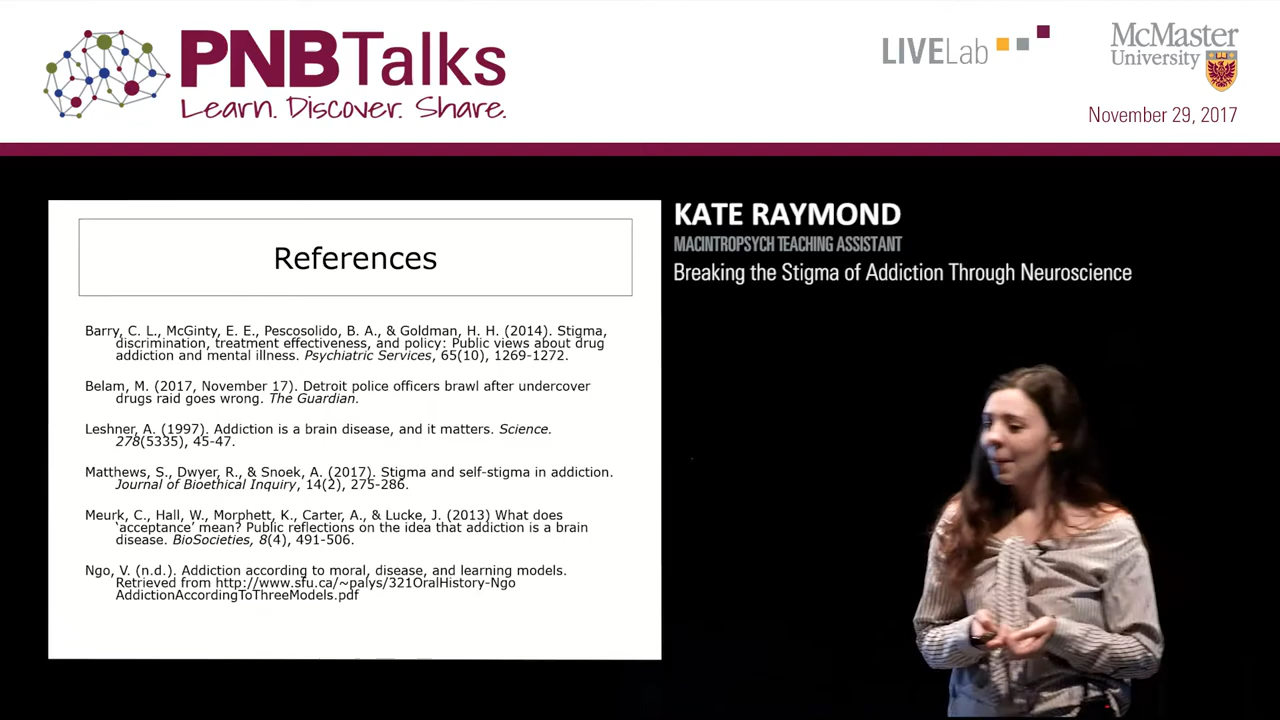 PNBTalks
Learn. Discover. Share.
LIVELab
McMaster
University
November 29, 2017
References
Barry, C. L., McGinty, E. E., Pescosolido, B. A., & Goldman, H. H. (2014). Stigma,
discrimination, treatment effectiveness, and policy: Public views about drug
addiction and mental illness. Psychiatric Services, 65(10), 1269-1272.
Belam, M. (2017, November 17). Detroit police officers brawl after undercover
drugs raid goes wrong. The Guardian.
Leshner, A. (1997). Addiction is a brain disease, and it matters. Science.
278(5335), 45-47.
Matthews, S., Dwyer, R., & Snoek, A. (2017). Stigma and self-stigma in addiction.
Journal of Bioethical Inquiry, 14(2), 275-286.
Meurk, C., Hall, W., Morphett, K., Carter, A., & Lucke, J. (2013) What does
‘acceptance’ mean? Public reflections on the idea that addiction is a brain
disease. BioSocieties, 8(4), 491-506.
Ngo, V. (n.d.). Addiction according to moral, disease, and learning models.
Retrieved from http://www.sfu.ca/~palys/321OralHistory-Ngo
AddictionAccordingToThreeModels.pdf
KATE RAYMOND
MACINTROPSYCH TEACHING ASSISTANT
Breaking the Stigma of Addiction Through Neuroscience